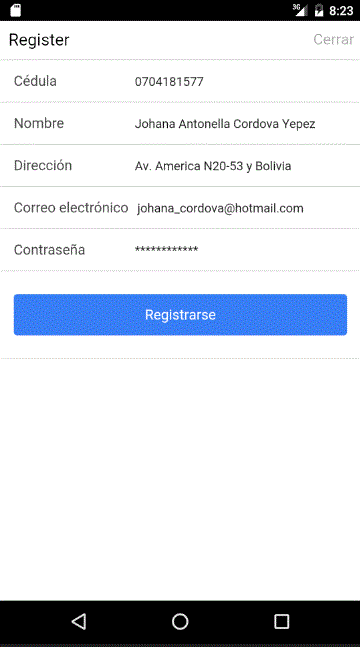 3G 8:23
Register Cerrar
Cédula 0704181577
Nombre Johana Antonella Cordova Yepez
Dirección Av. America N20-53 y Bolivia
Correo electrónico johana_cordova@hotmail.com
Contraseña ************
Registrarse